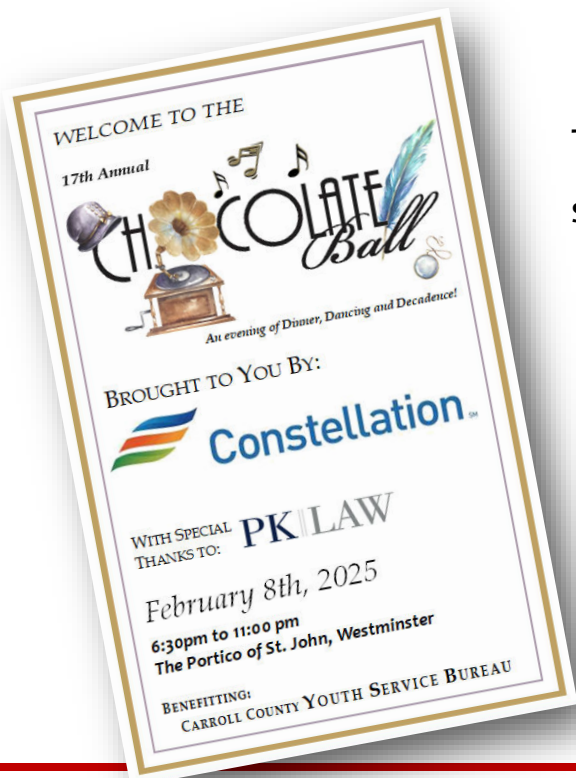 WELCOME TO THE
17th Annual
CHOCOLATE
Ball
An evening of Dinner, Dancing and Decadence!
BROUGHT TO YOU BY:
Constellation℠
WITH SPECIAL
THANKS TO:
PK LAW
February 8th, 2025
6:30pm to 11:00 pm
The Portico of St. John, Westminster
BENEFITTING:
CARROLL COUNTY YOUTH SERVICE BUREAU